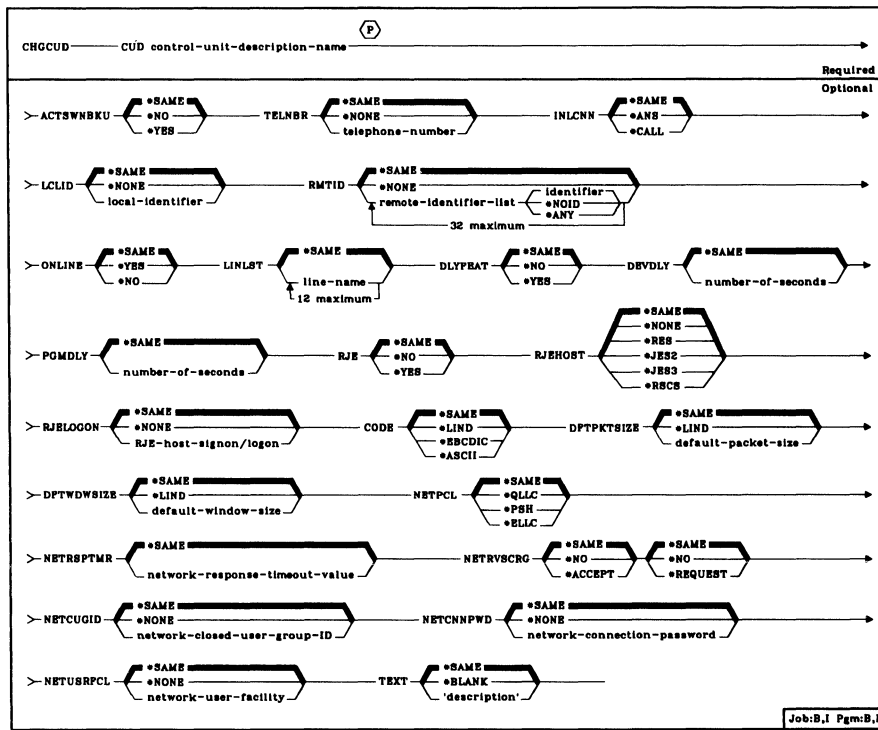 P
CHGCUD CUD control-unit-description-name
Required
Optional
*SAME *SAME *SAME
ACTSWNBKU *NO TELNBR *NONE INLCNN *ANS
*YES telephone-number *CALL
*SAME *SAME
LCLID *NONE RMTID *NONE identifier
local-identifier remote-identifier-list *NOID
*ANY
32 maximum
*SAME *SAME *SAME *SAME
ONLINE *YES LINLST DLYFEAT *NO DEVDLY
*NO line-name *YES number-of-seconds
12 maximum
*SAME *SAME *SAME
*NONE
*RES
PGMDLY RJE *NO RJEHOST *JES2
number-of-seconds *YES *JES3
*RSCS
*SAME *SAME *SAME
RJELOGON *NONE CODE *LIND DFTPKTSIZE *LIND
RJE-host-signon/logon *EBCDIC default-packet-size
*ASCII
*SAME *SAME
DFTWDWSIZE *LIND NETPCL *QLLC
default-window-size *PSH
*ELLC
*SAME *SAME *SAME
NETRSPTMR NETRVSCRG *NO *NO
network-response-timeout-value *ACCEPT *REQUEST
*SAME *SAME
NETCUGID *NONE NETCNNPWD *NONE
network-closed-user-group-ID network-connection-password
*SAME *SAME
NETUSRFCL *NONE TEXT *BLANK
network-user-facility 'description'
Job:B,I Pgm:B,I